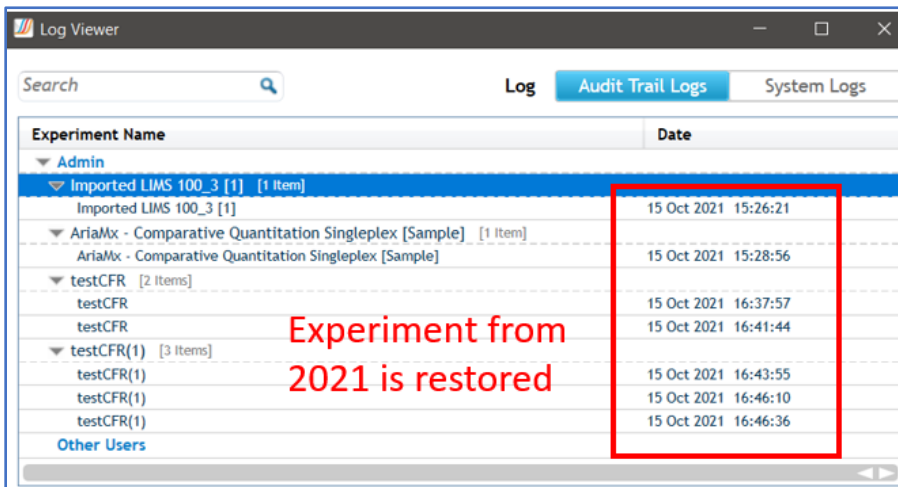 Log Viewer
Search
Log
Audit Trail Logs
System Logs
Experiment Name Date
Admin
Imported LIMS 100_3 [1] [1 Item]
Imported LIMS 100_3 [1] 15 Oct 2021 15:26:21
AriaMx - Comparative Quantitation Singleplex [Sample] [1 Item]
AriaMx - Comparative Quantitation Singleplex [Sample] 15 Oct 2021 15:28:56
testCFR [2 Items]
testCFR 15 Oct 2021 16:37:57
testCFR 15 Oct 2021 16:41:44
testCFR(1) [3 Items]
testCFR(1) 15 Oct 2021 16:43:55
testCFR(1) 15 Oct 2021 16:46:10
testCFR(1) 15 Oct 2021 16:46:36
Other Users
Experiment from
2021 is restored